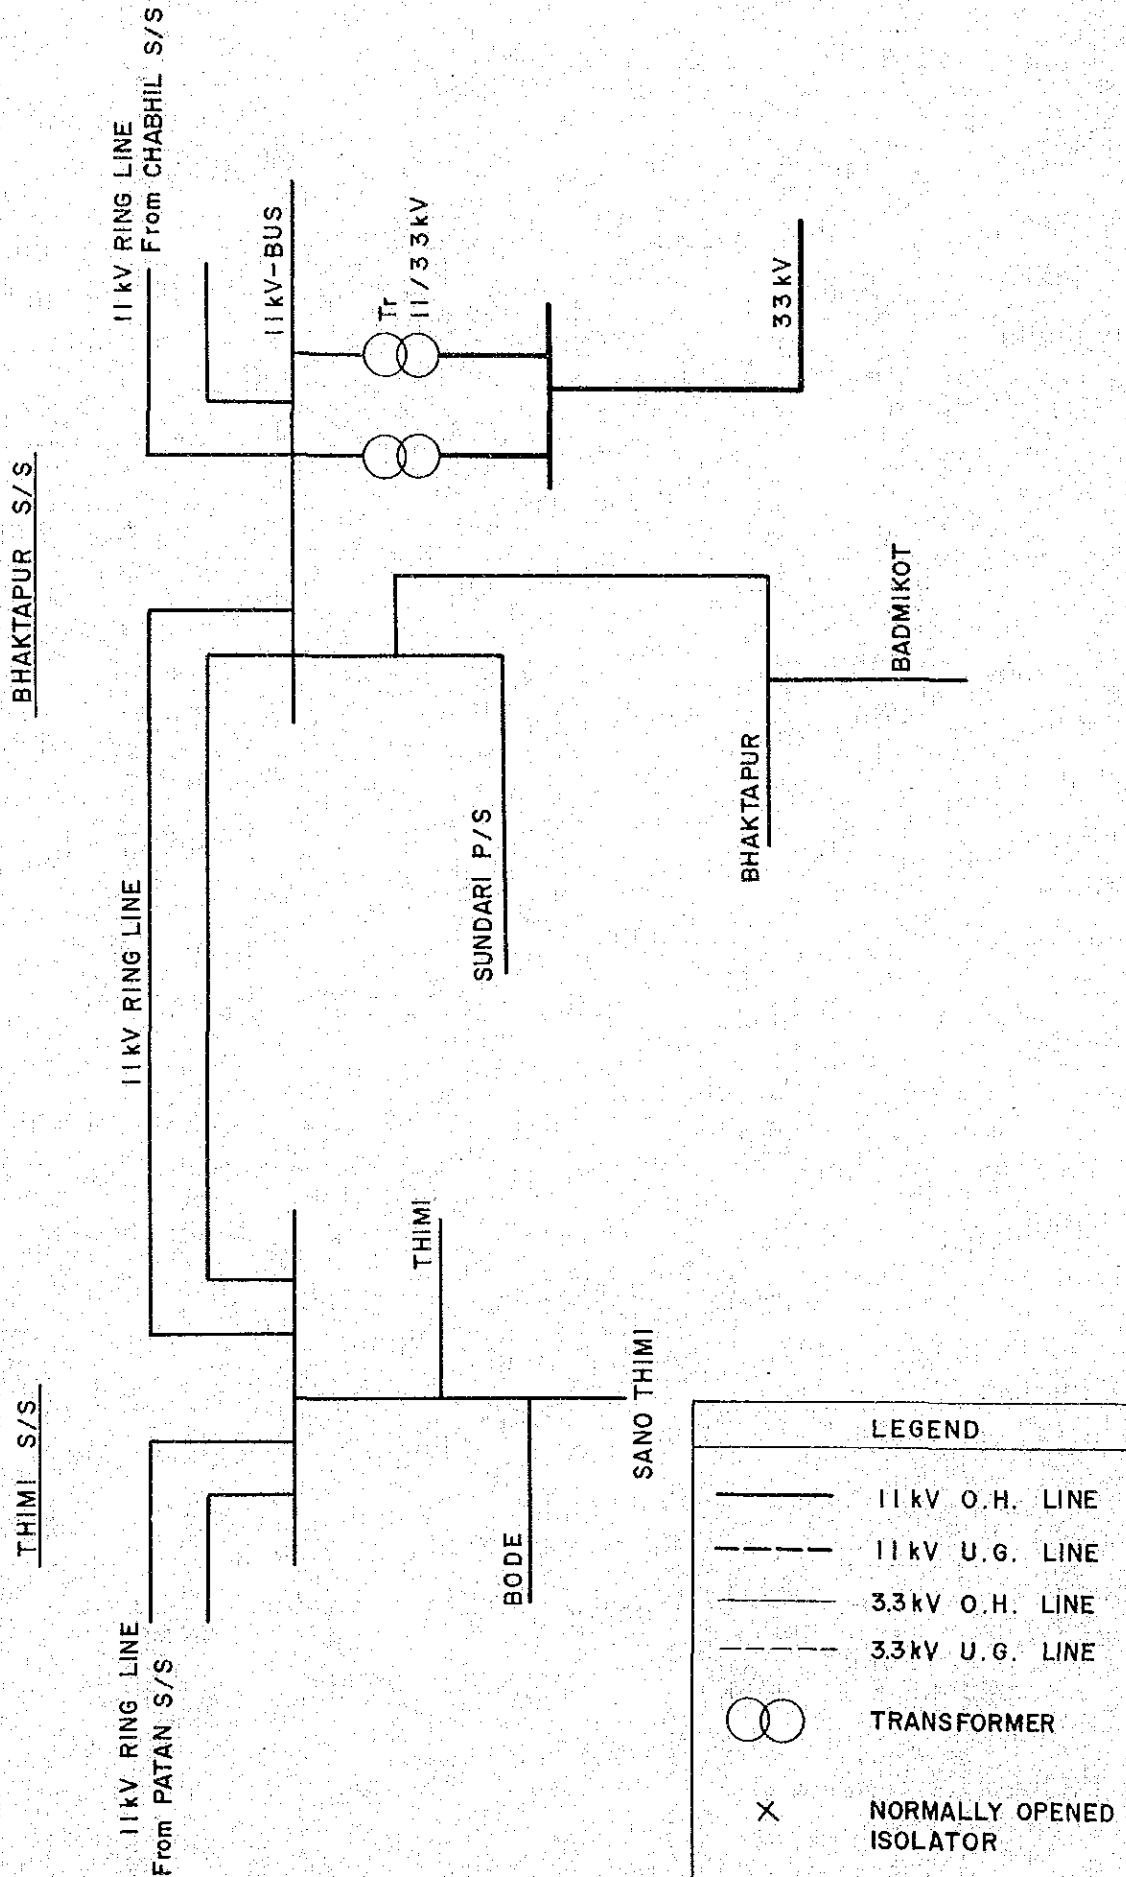 BHAKTAPUR S/S
11 kV RING LINE
From CHABHIL S/S
11 kV-BUS
Tr
11/33 kV
33 kV
11 kV RING LINE
SUNDARI P/S
BHAKTAPUR
BADMIKOT
THIMI S/S
THIMI
SANO THIMI
BODE
11 kV RING LINE
From PATAN S/S
LEGEND
11 kV O.H. LINE
11 kV U.G. LINE
3.3 kV O.H. LINE
3.3 kV U.G. LINE
TRANSFORMER
NORMALLY OPENED
ISOLATOR